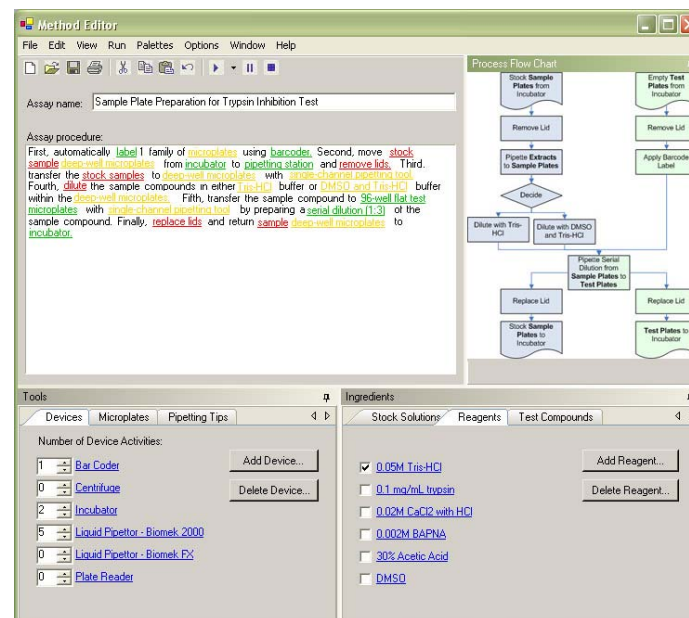 Method Editor
File Edit View Run Palettes Options Window Help
Assay name: Sample Plate Preparation for Trypsin Inhibition Test
Assay procedure:
First, automatically label 1 family of microplates using barcoder. Second, move stock
sample deep-well microplates from incubator to pipetting station and remove lids. Third.
transfer the stock samples to deep-well microplates with single-channel pipetting tool.
Fourth, dilute the sample compounds in either Tris-HCl buffer or DMSO and Tris-HCl buffer
within the deep-well microplates. Fifth, transfer the sample compound to 96-well flat test
microplates with single-channel pipetting tool by preparing a serial dilution (1:3) of the
sample compound. Finally, replace lids and return sample deep-well microplates to
incubator.
Process Flow Chart
Stock Sample
Plates from
Incubator
Empty Test
Plates from
Incubator
Remove Lid
Remove Lid
Pipette Extracts
to Sample Plates
Apply Barcode
Label
Decide
Dilute with Tris-
HCl
Dilute with DMSO
and Tris-HCl
Pipette Serial
Dilution from
Sample Plates to
Test Plates
Replace Lid
Replace Lid
Stock Sample
Plates to
Incubator
Test Plates to
Incubator
Tools
Devices Microplates Pipetting Tips
Number of Device Activities:
1 Bar Coder
0 Centrifuge
2 Incubator
5 Liquid Pipettor - Biomek 2000
0 Liquid Pipettor - Biomek FX
0 Plate Reader
Add Device...
Delete Device...
Ingredients
Stock Solutions Reagents Test Compounds
0.05M Tris-HCl
0.1 mg/mL trypsin
0.02M CaCl2 with HCl
0.002M BAPNA
30% Acetic Acid
DMSO
Add Reagent...
Delete Reagent...